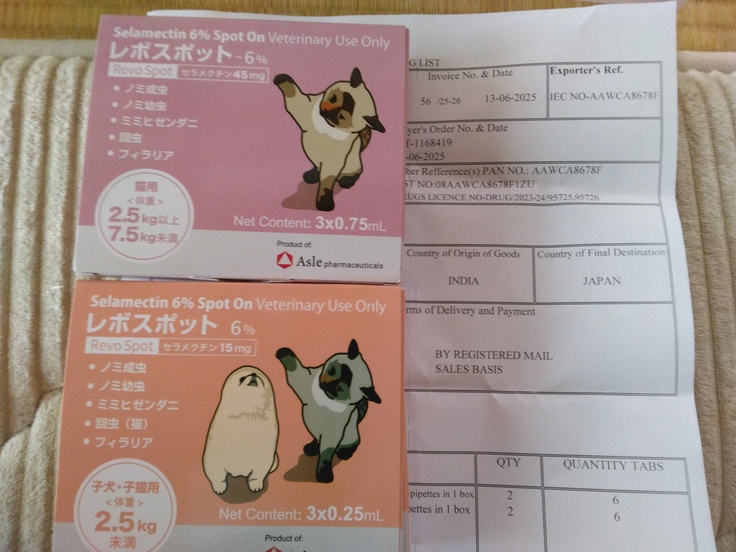 Selamectin 6% Spot On Veterinary Use Only
レボスポット - 6%
Revo Spot セラメクチン 45mg
• ノミ成虫
• ノミ幼虫
• ミミヒゼンダニ
• 回虫
• フィラリア
猫用
<体重>
2.5kg以上
7.5kg未満
Net Content: 3x0.75mL
Product of:
Asle pharmaceuticals
Selamectin 6% Spot On Veterinary Use Only
レボスポット 6%
Revo Spot セラメクチン 15mg
• ノミ成虫
• ノミ幼虫
• ミミヒゼンダニ
• 回虫（猫）
• フィラリア
子犬・子猫用
<体重>
2.5kg
未満
Net Content: 3x0.25mL
Product of:
G LIST
Invoice No. & Date
56 /25-26 13-06-2025
Exporter's Ref.
IEC NO-AAWCA8678F
yer's Order No. & Date
-1168419
-06-2025
her Refference(s) PAN NO.: AAWCA8678F
ST NO:08AAWCA8678F1ZU
UGS LICENCE NO-DRUG/2023-24/95725,95726
Country of Origin of Goods
INDIA
Country of Final Destination
JAPAN
rms of Delivery and Payment
BY REGISTERED MAIL
SALES BASIS
QTY QUANTITY TABS
-pipettes in 1 box 2 6
ettes in 1 box 2 6